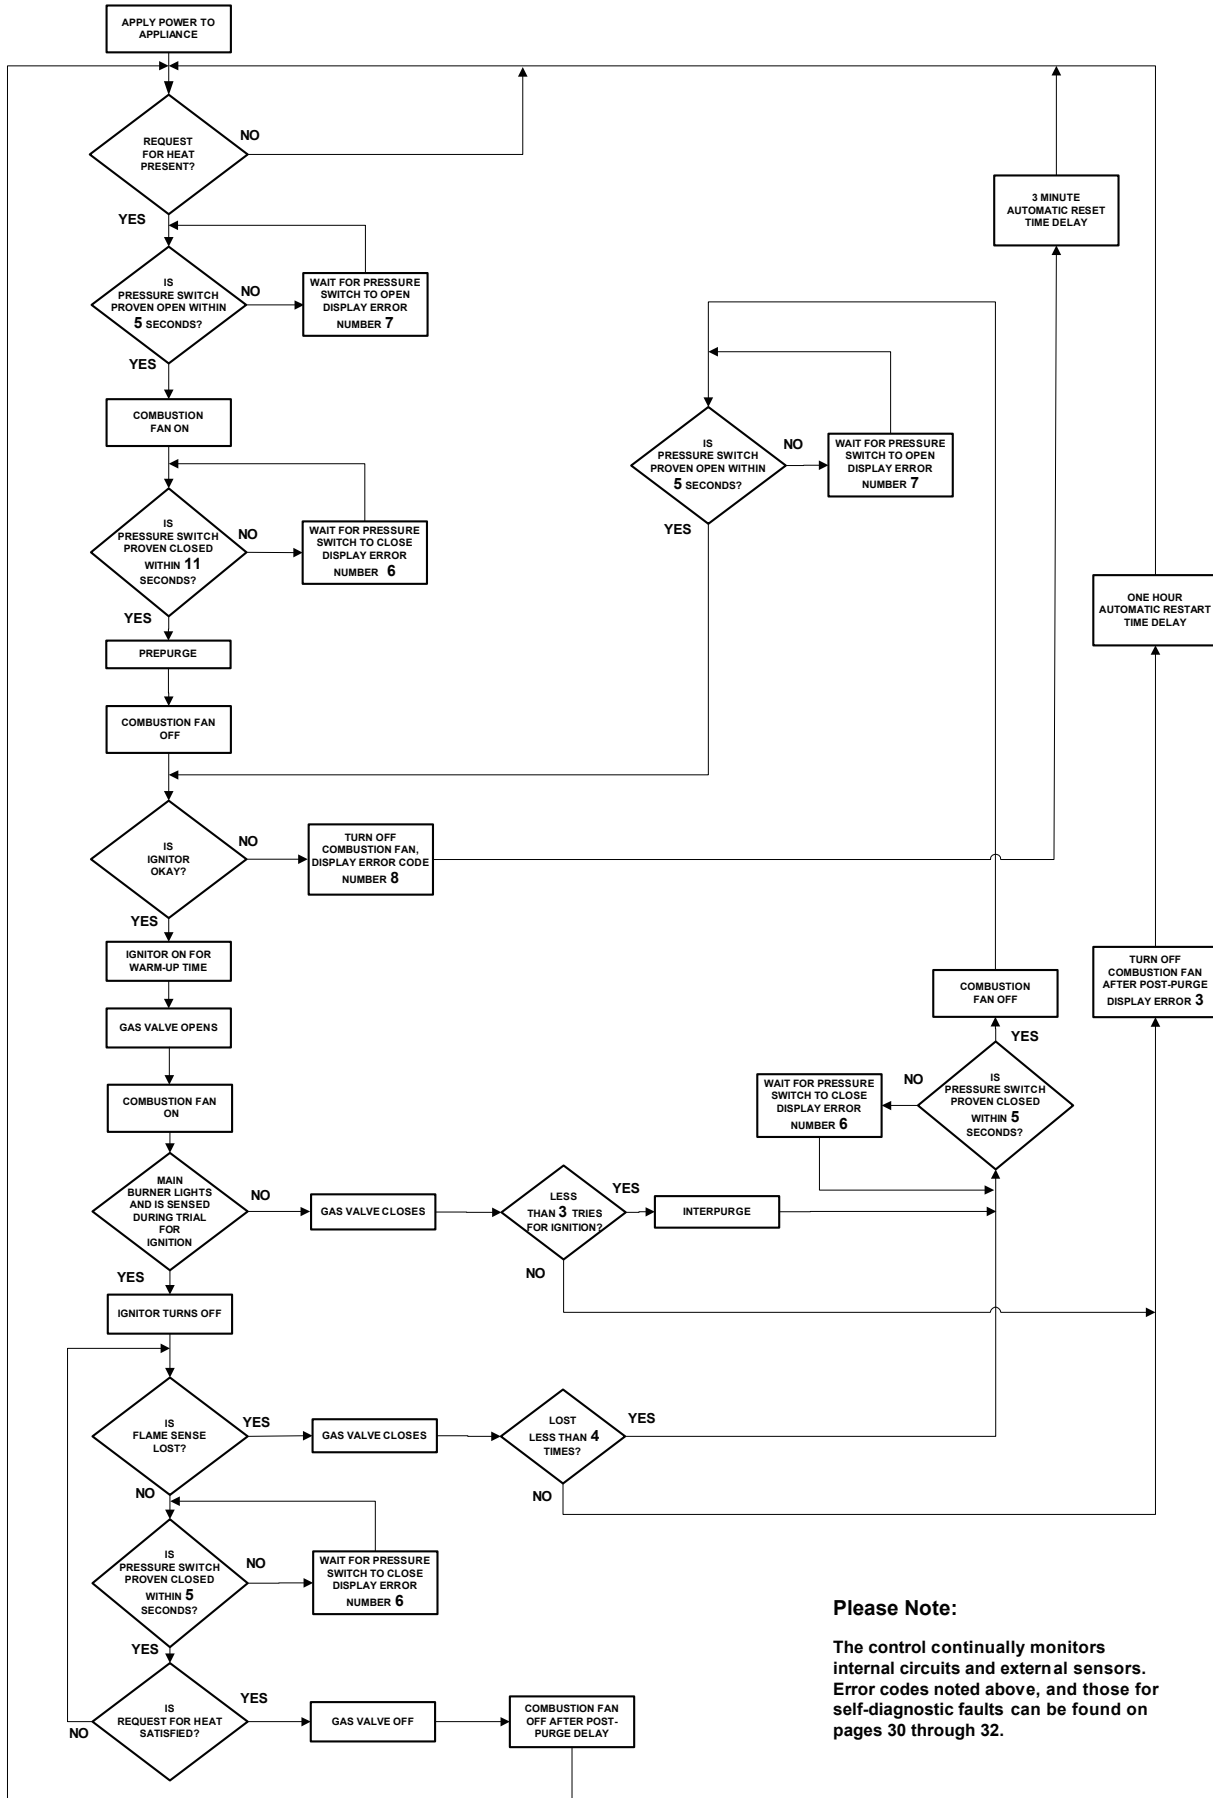 APPLY POWER TO
APPLIANCE
REQUEST
FOR HEAT
PRESENT?
NO
YES
3 MINUTE
AUTOMATIC RESET
TIME DELAY
IS
PRESSURE SWITCH
PROVEN OPEN WITHIN
5 SECONDS?
NO
WAIT FOR PRESSURE
SWITCH TO OPEN
DISPLAY ERROR
NUMBER 7
YES
COMBUSTION
FAN ON
IS
PRESSURE SWITCH
PROVEN OPEN WITHIN
5 SECONDS?
NO
WAIT FOR PRESSURE
SWITCH TO OPEN
DISPLAY ERROR
NUMBER 7
YES
IS
PRESSURE SWITCH
PROVEN CLOSED
WITHIN 11
SECONDS?
NO
WAIT FOR PRESSURE
SWITCH TO CLOSE
DISPLAY ERROR
NUMBER 6
YES
ONE HOUR
AUTOMATIC RESTART
TIME DELAY
PREPURGE
COMBUSTION FAN
OFF
IS
IGNITOR
OKAY?
NO
TURN OFF
COMBUSTION FAN,
DISPLAY ERROR CODE
NUMBER 8
YES
IGNITOR ON FOR
WARM-UP TIME
COMBUSTION
FAN OFF
TURN OFF
COMBUSTION FAN
AFTER POST-PURGE
DISPLAY ERROR 3
GAS VALVE OPENS
YES
COMBUSTION FAN
ON
WAIT FOR PRESSURE
SWITCH TO CLOSE
DISPLAY ERROR
NUMBER 6
NO
IS
PRESSURE SWITCH
PROVEN CLOSED
WITHIN 5
SECONDS?
MAIN
BURNER LIGHTS
AND IS SENSED
DURING TRIAL
FOR
IGNITION
NO
GAS VALVE CLOSES
LESS
THAN 3 TRIES
FOR IGNITION?
YES
INTERPURGE
NO
YES
IGNITOR TURNS OFF
IS
FLAME SENSE
LOST?
YES
GAS VALVE CLOSES
LOST
LESS THAN 4
TIMES?
YES
NO
NO
IS
PRESSURE SWITCH
PROVEN CLOSED
WITHIN 5
SECONDS?
NO
WAIT FOR PRESSURE
SWITCH TO CLOSE
DISPLAY ERROR
NUMBER 6
YES
IS
REQUEST FOR HEAT
SATISFIED?
NO
YES
GAS VALVE OFF
COMBUSTION FAN
OFF AFTER POST-
PURGE DELAY
Please Note:
The control continually monitors
internal circuits and external sensors.
Error codes noted above, and those for
self-diagnostic faults can be found on
pages 30 through 32.